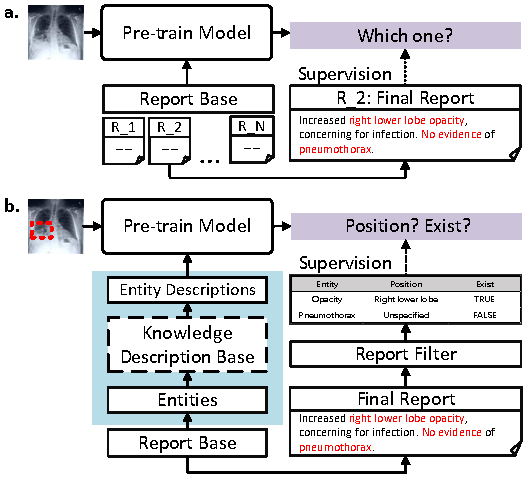 a.
Pre-train Model
Which one?
Supervision
Report Base
R_1
R_2
...
R_N
R_2: Final Report
Increased right lower lobe opacity,
concerning for infection. No evidence of
pneumothorax.
b.
Pre-train Model
Position? Exist?
Supervision
Entity Descriptions
Knowledge
Description Base
Entities
Report Base
Entity Position Exist
Opacity Right lower lobe TRUE
Pneumothorax Unspecified FALSE
Report Filter
Final Report
Increased right lower lobe opacity,
concerning for infection. No evidence of
pneumothorax.